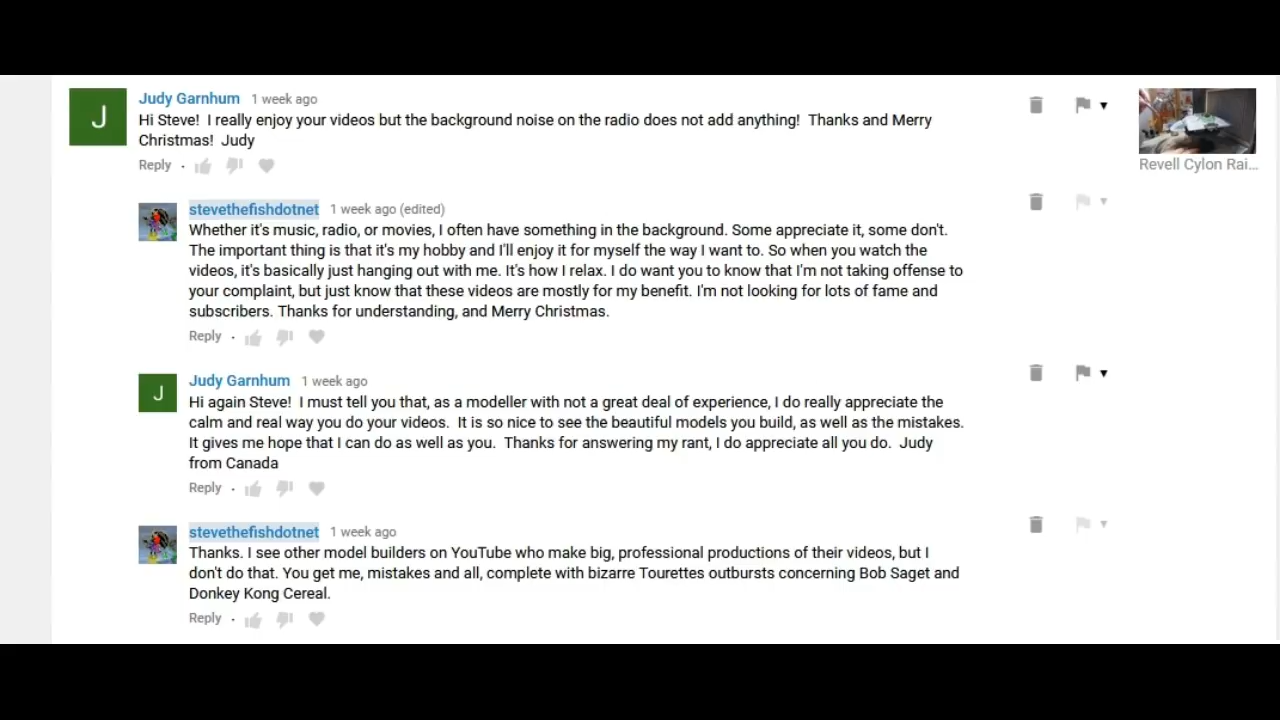 J
Judy Garnhum 1 week ago
Hi Steve! I really enjoy your videos but the background noise on the radio does not add anything! Thanks and Merry
Christmas! Judy
Reply ·
Revell Cylon Rai...
stevethefishdotnet 1 week ago (edited)
Whether it's music, radio, or movies, I often have something in the background. Some appreciate it, some don't.
The important thing is that it's my hobby and I'll enjoy it for myself the way I want to. So when you watch the
videos, it's basically just hanging out with me. It's how I relax. I do want you to know that I'm not taking offense to
your complaint, but just know that these videos are mostly for my benefit. I'm not looking for lots of fame and
subscribers. Thanks for understanding, and Merry Christmas.
Reply ·
J
Judy Garnhum 1 week ago
Hi again Steve! I must tell you that, as a modeller with not a great deal of experience, I do really appreciate the
calm and real way you do your videos. It is so nice to see the beautiful models you build, as well as the mistakes.
It gives me hope that I can do as well as you. Thanks for answering my rant, I do appreciate all you do. Judy
from Canada
Reply ·
stevethefishdotnet 1 week ago
Thanks. I see other model builders on YouTube who make big, professional productions of their videos, but I
don't do that. You get me, mistakes and all, complete with bizarre Tourettes outbursts concerning Bob Saget and
Donkey Kong Cereal.
Reply ·